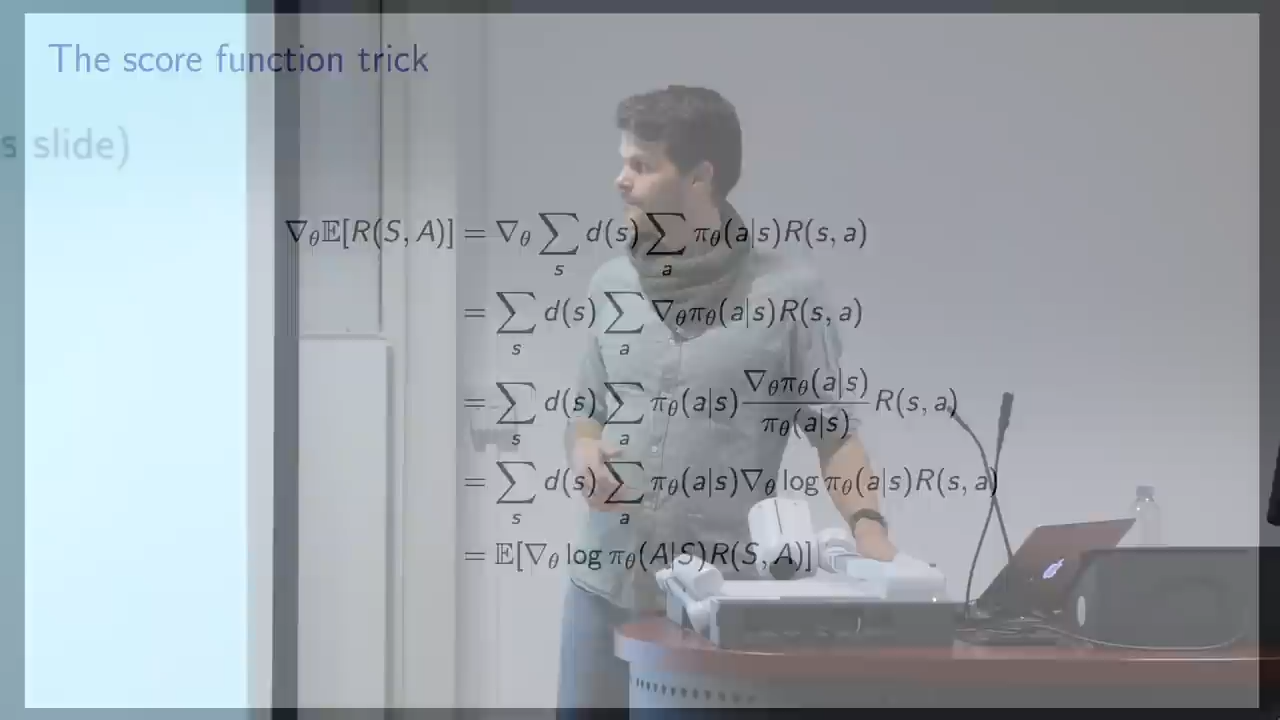 The score function trick
s slide)
∇θ𝔼[R(S, A)] = ∇θ ∑s d(s) ∑a πθ(a|s)R(s, a)
= ∑s d(s) ∑a ∇θπθ(a|s)R(s, a)
= ∑s d(s) ∑a πθ(a|s) ∇θπθ(a|s)/πθ(a|s) R(s, a)
= ∑s d(s) ∑a πθ(a|s)∇θ log πθ(a|s)R(s, a)
= 𝔼[∇θ log πθ(A|S)R(S, A)]